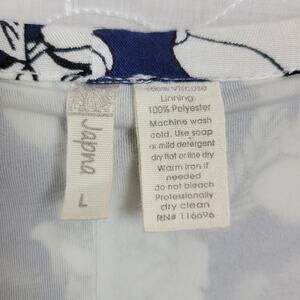 Japna
L
100% Viscose
Linning:
100% Polyester
Machine wash
cold. Use soap
or mild detergent
dry flat or line dry
Warm iron if
needed
do not bleach
Professionally
dry clean
RN# 116696